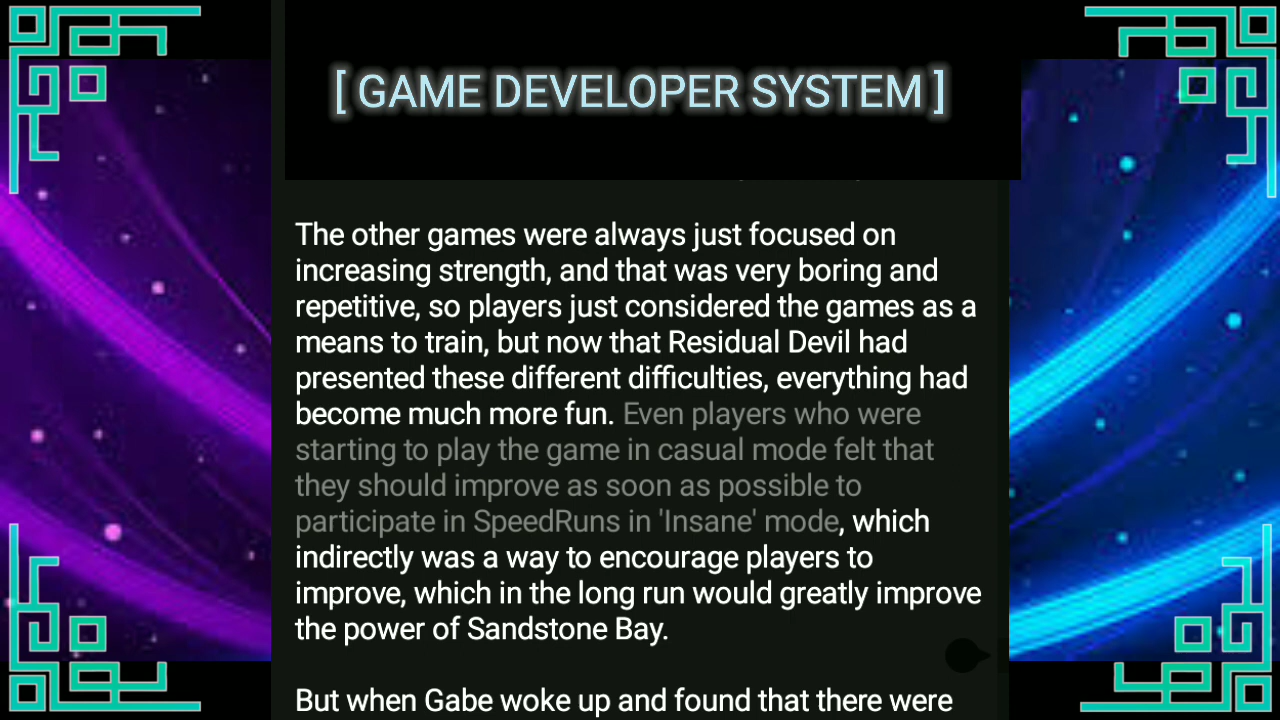 [ GAME DEVELOPER SYSTEM ]
The other games were always just focused on
increasing strength, and that was very boring and
repetitive, so players just considered the games as a
means to train, but now that Residual Devil had
presented these different difficulties, everything had
become much more fun. Even players who were
starting to play the game in casual mode felt that
they should improve as soon as possible to
participate in SpeedRuns in 'Insane' mode, which
indirectly was a way to encourage players to
improve, which in the long run would greatly improve
the power of Sandstone Bay.
But when Gabe woke up and found that there were